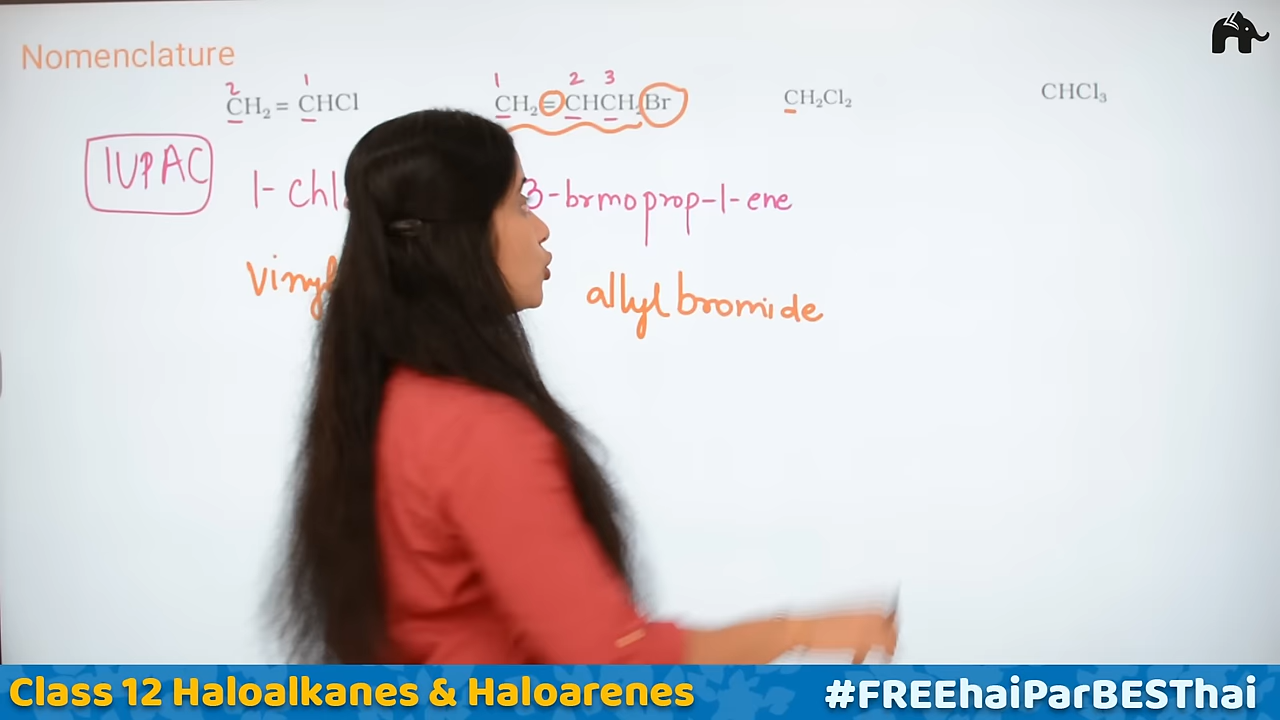 Nomenclature
2 1
CH₂ = CHCl
1 2 3
CH₂=CHCH₂Br
CH₂Cl₂
CHCl₃
IUPAC
1-chl
3-brmoprop-1-ene
vinyl
allyl bromide
Class 12 Haloalkanes & Haloarenes
#FREEhaiParBESThai